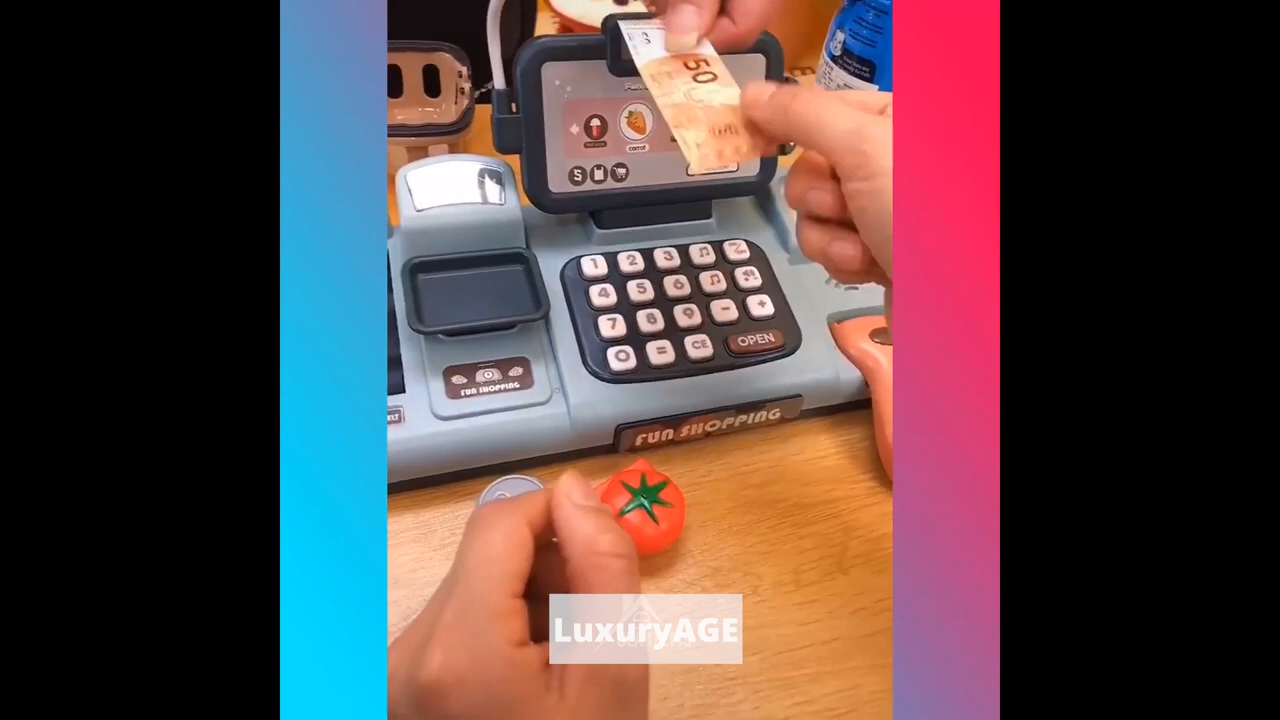 50
carrot
1 2 3
4 5 6
7 8 9 -  +
0 = CE OPEN
FUN SHOPPING
FUN SHOPPING
LuxuryAGE